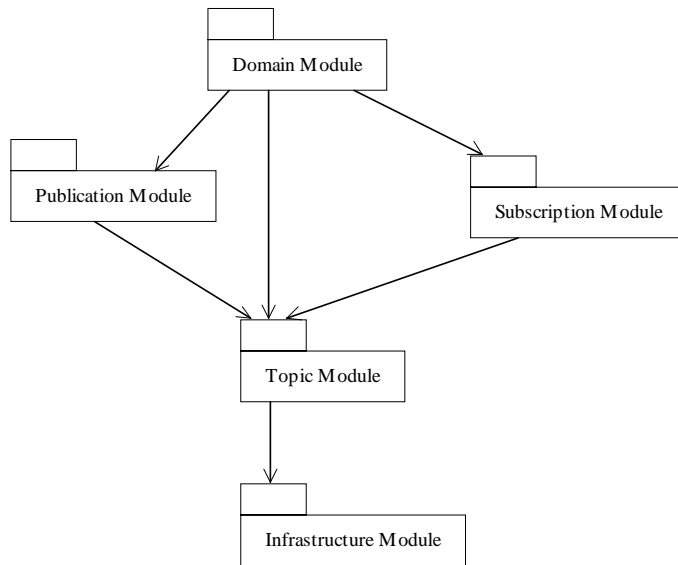 Domain Module
Publication Module
Subscription Module
Topic Module
Infrastructure Module